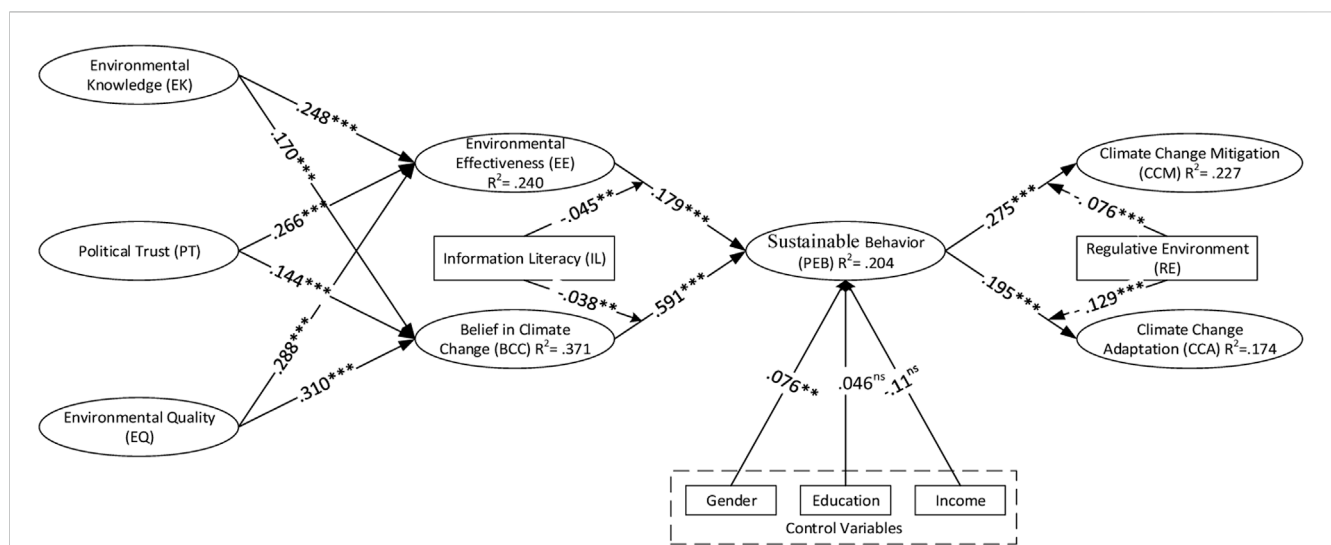 Environmental
Knowledge (EK)
Political Trust (PT)
Environmental Quality
(EQ)
.248***
.170***
.266***
.144***
.288***
.310***
Environmental
Effectiveness (EE)
R²= .240
-.045**
Information Literacy (IL)
-.038**
Belief in Climate
Change (BCC) R²= .371
.179***
.591***
Sustainable Behavior
(PEB) R²= .204
.076**
.046ns
-.11ns
Gender
Education
Income
Control Variables
.275***
.195***
Climate Change Mitigation
(CCM) R²= .227
-.076***
Regulative Environment
(RE)
-.129***
Climate Change
Adaptation (CCA) R²=.174